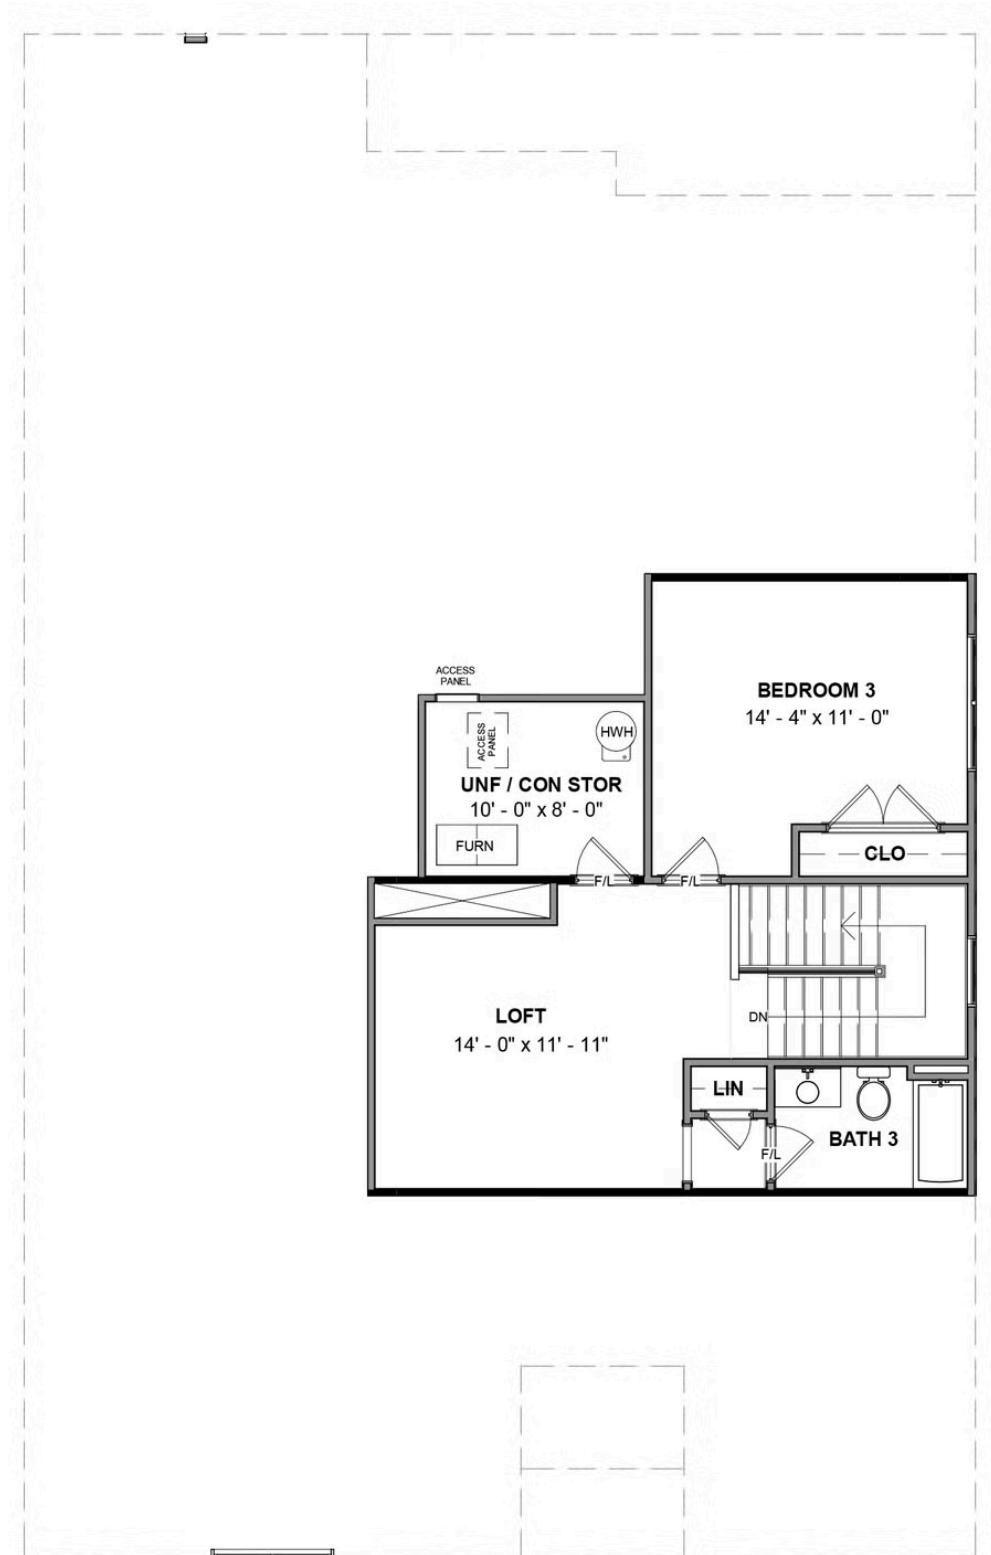 ACCESS
PANEL
BEDROOM 3
14' - 4" x 11' - 0"
ACCESS
PANEL
HWH
UNF / CON STOR
10' - 0" x 8' - 0"
FURN
CLO
F/L
F/L
LOFT
14' - 0" x 11' - 11"
DN
LIN
BATH 3
F/L